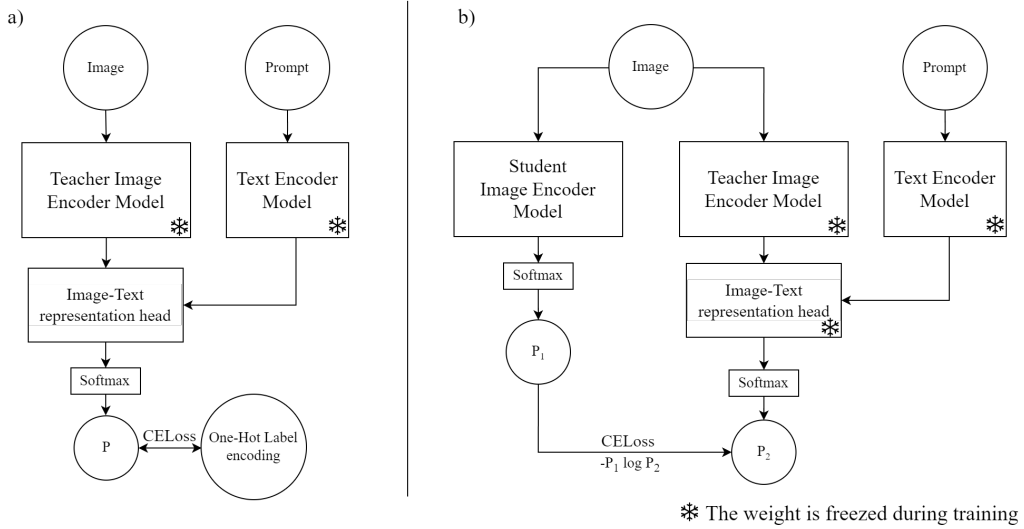 a)
Image
Prompt
Teacher Image
Encoder Model
Text Encoder
Model
Image-Text
representation head
Softmax
P
CELoss
One-Hot Label
encoding
b)
Image
Prompt
Student
Image Encoder
Model
Teacher Image
Encoder Model
Text Encoder
Model
Softmax
Image-Text
representation head
P₁
Softmax
CELoss
-P₁ log P₂
P₂
The weight is freezed during training